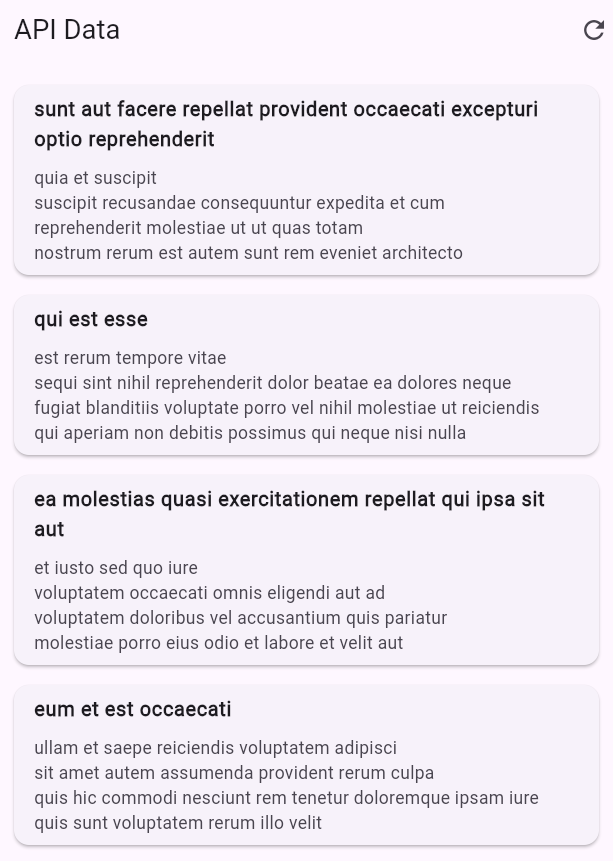 API Data
sunt aut facere repellat provident occaecati excepturi
optio reprehenderit
quia et suscipit
suscipit recusandae consequuntur expedita et cum
reprehenderit molestiae ut ut quas totam
nostrum rerum est autem sunt rem eveniet architecto
qui est esse
est rerum tempore vitae
sequi sint nihil reprehenderit dolor beatae ea dolores neque
fugiat blanditiis voluptate porro vel nihil molestiae ut reiciendis
qui aperiam non debitis possimus qui neque nisi nulla
ea molestias quasi exercitationem repellat qui ipsa sit
aut
et iusto sed quo iure
voluptatem occaecati omnis eligendi aut ad
voluptatem doloribus vel accusantium quis pariatur
molestiae porro eius odio et labore et velit aut
eum et est occaecati
ullam et saepe reiciendis voluptatem adipisci
sit amet autem assumenda provident rerum culpa
quis hic commodi nesciunt rem tenetur doloremque ipsam iure
quis sunt voluptatem rerum illo velit